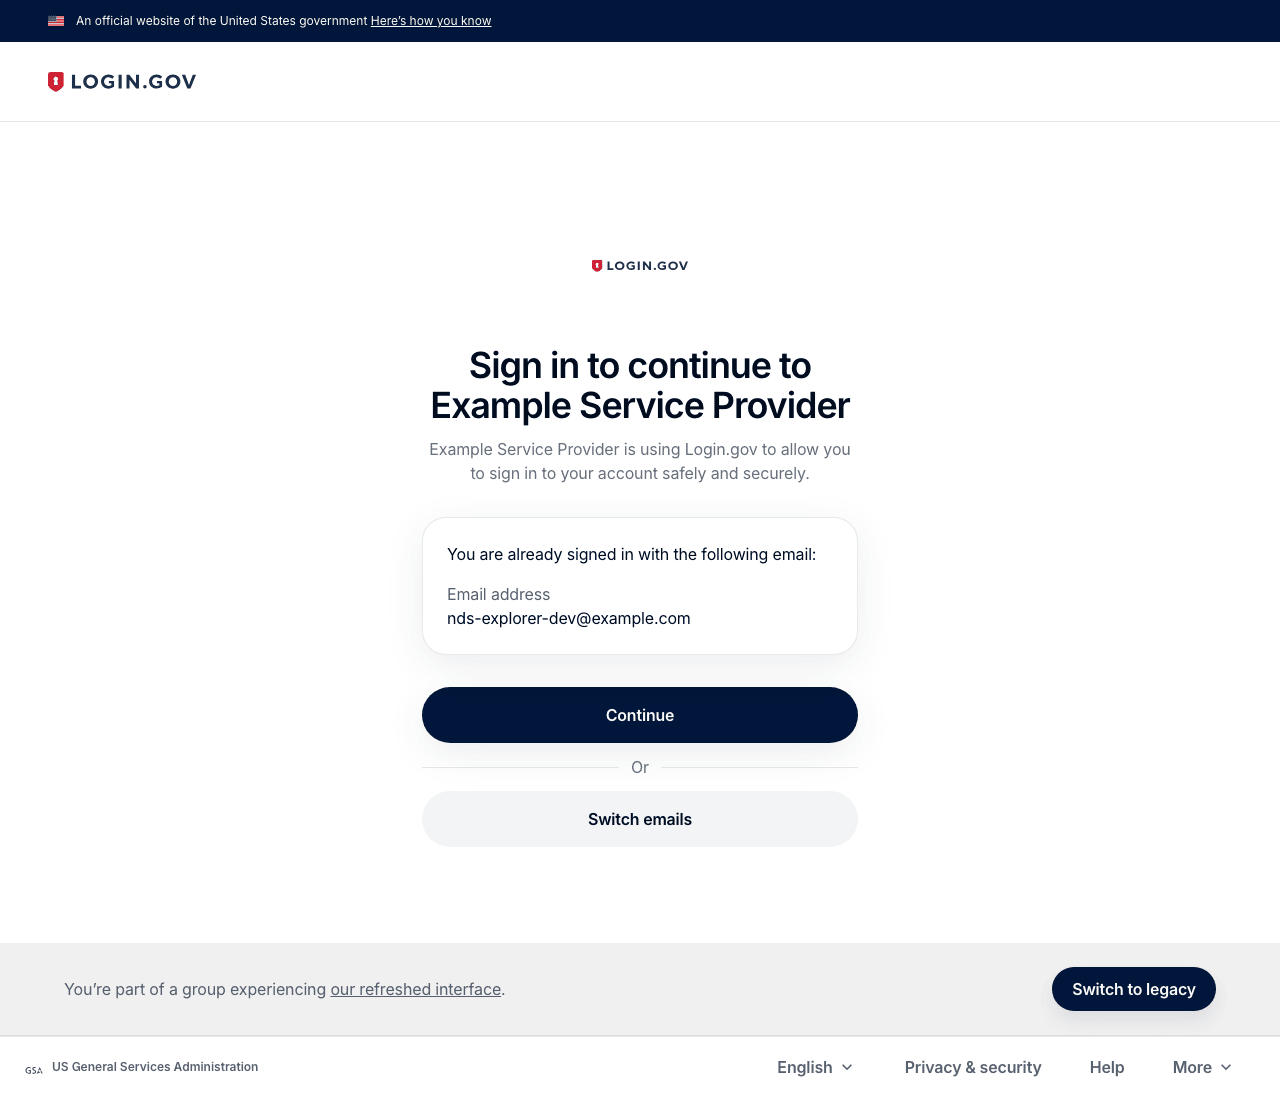 An official website of the United States government Here’s how you know
LOGIN.GOV
LOGIN.GOV
Sign in to continue to
Example Service Provider
Example Service Provider is using Login.gov to allow you
to sign in to your account safely and securely.
You are already signed in with the following email:
Email address
nds-explorer-dev@example.com
Continue
Or
Switch emails
You’re part of a group experiencing our refreshed interface.
Switch to legacy
GSA US General Services Administration
English
Privacy & security
Help
More